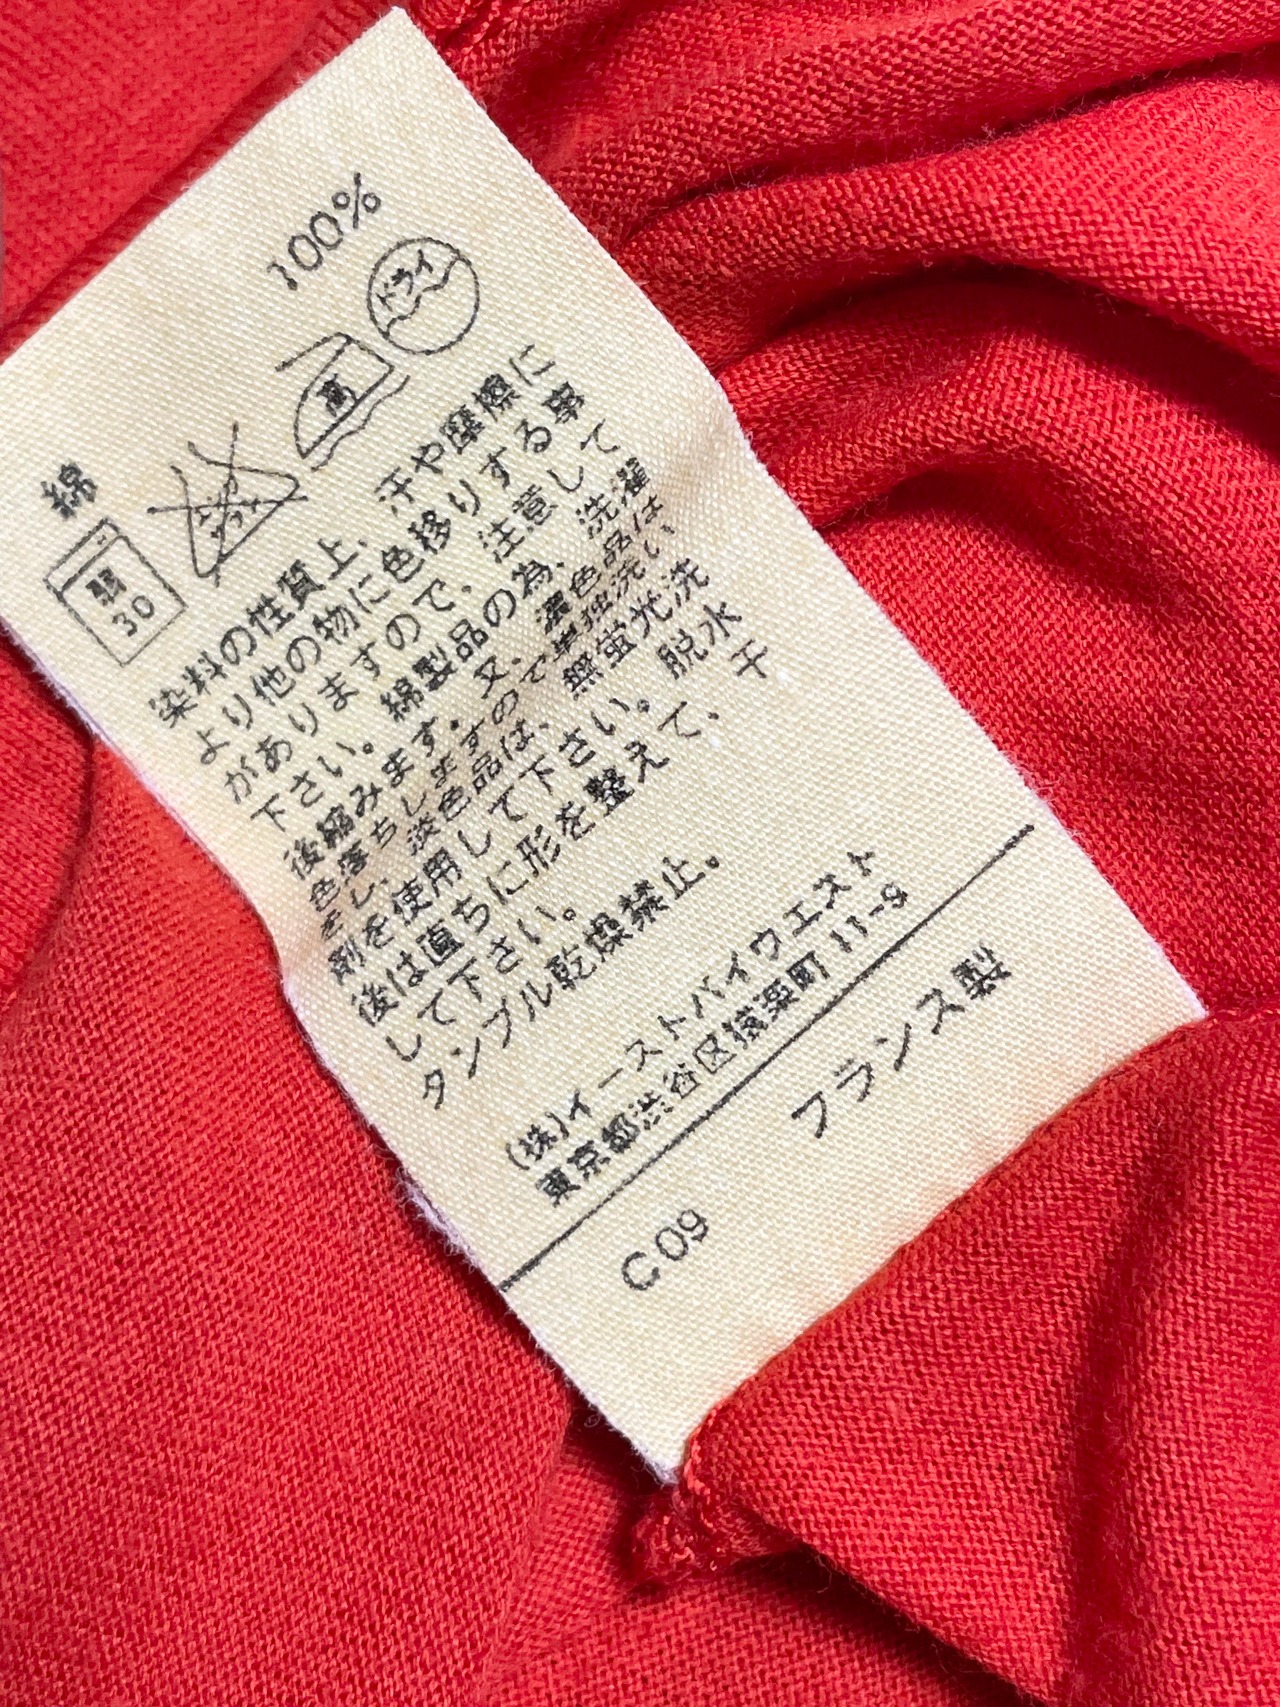 綿 100%
弱 30 高 ドライ
染料の性質上、汗や摩擦に
より他の物に色移りする事
がありますので、注意して
下さい。綿製品の為、洗濯
後縮みます。又、濃色品は
色落ちしますので単独洗い
をし、淡色品は、無蛍光洗
剤を使用して下さい。脱水
後は直ちに形を整えて、干
して下さい。
タンブル乾燥禁止。
(株)イーストバイウエスト
東京都渋谷区猿楽町11-9
C09 フランス製